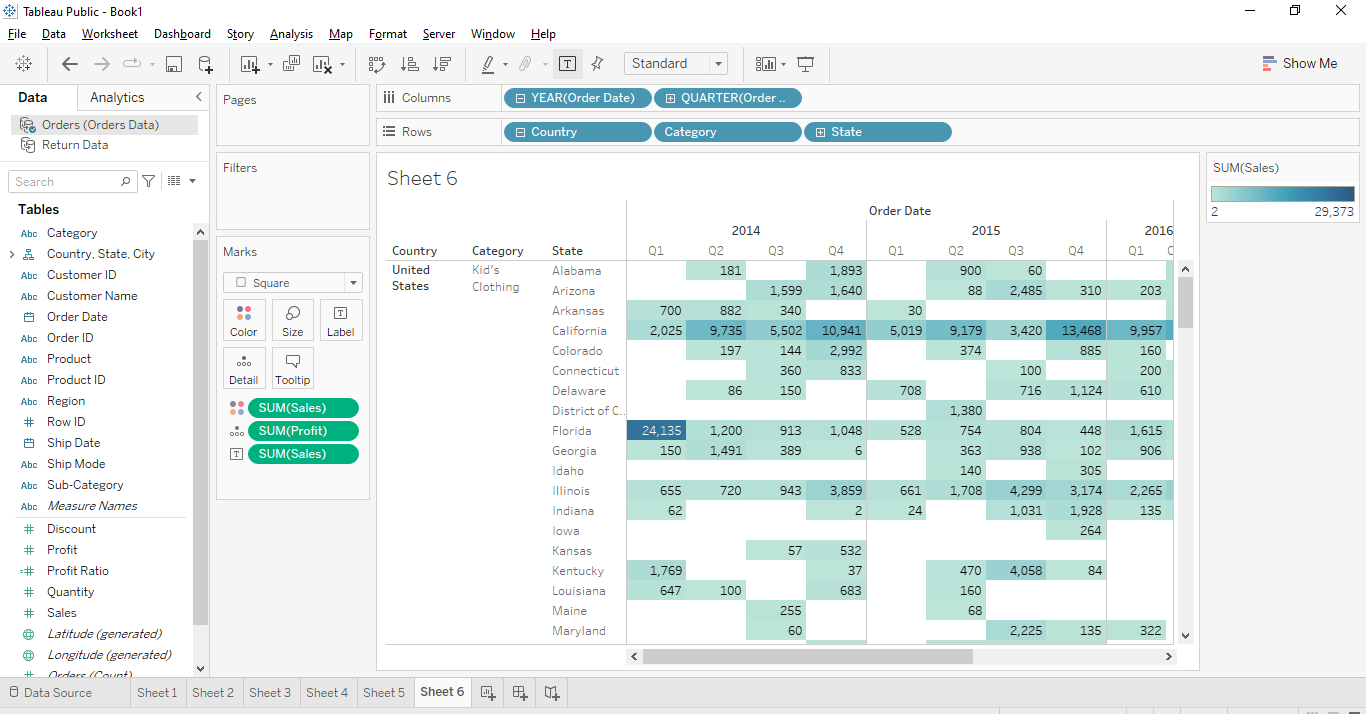 Tableau Public - Book1
File Data Worksheet Dashboard Story Analysis Map Format Server Window Help
Standard Show Me
Data Analytics
Orders (Orders Data)
Return Data
Search
Tables
Abc Category
Country, State, City
Abc Customer ID
Abc Customer Name
Order Date
Abc Order ID
Abc Product
Abc Product ID
Abc Region
Row ID
Ship Date
Abc Ship Mode
Abc Sub-Category
Abc Measure Names
Discount
Profit
Profit Ratio
Quantity
Sales
Latitude (generated)
Longitude (generated)
Orders (Count)
Pages
Filters
Marks
Square
Color Size Label
Detail Tooltip
SUM(Sales)
SUM(Profit)
SUM(Sales)
Columns YEAR(Order Date) QUARTER(Order ..
Rows Country Category State
Sheet 6
Order Date
2014 2015 2016
Country Category State Q1 Q2 Q3 Q4 Q1 Q2 Q3 Q4 Q1
United States Kid's Clothing Alabama 181 1,893 900 60
Arizona 1,599 1,640 88 2,485 310 203
Arkansas 700 882 340 30
California 2,025 9,735 5,502 10,941 5,019 9,179 3,420 13,468 9,957
Colorado 197 144 2,992 374 885 160
Connecticut 360 833 100 200
Delaware 86 150 708 716 1,124 610
District of C.. 1,380
Florida 24,135 1,200 913 1,048 528 754 804 448 1,615
Georgia 150 1,491 389 6 363 938 102 906
Idaho 140 305
Illinois 655 720 943 3,859 661 1,708 4,299 3,174 2,265
Indiana 62 2 24 1,031 1,928 135
Iowa 264
Kansas 57 532
Kentucky 1,769 37 470 4,058 84
Louisiana 647 100 683 160
Maine 255 68
Maryland 60 2,225 135 322
SUM(Sales)
2 29,373
Data Source Sheet 1 Sheet 2 Sheet 3 Sheet 4 Sheet 5 Sheet 6